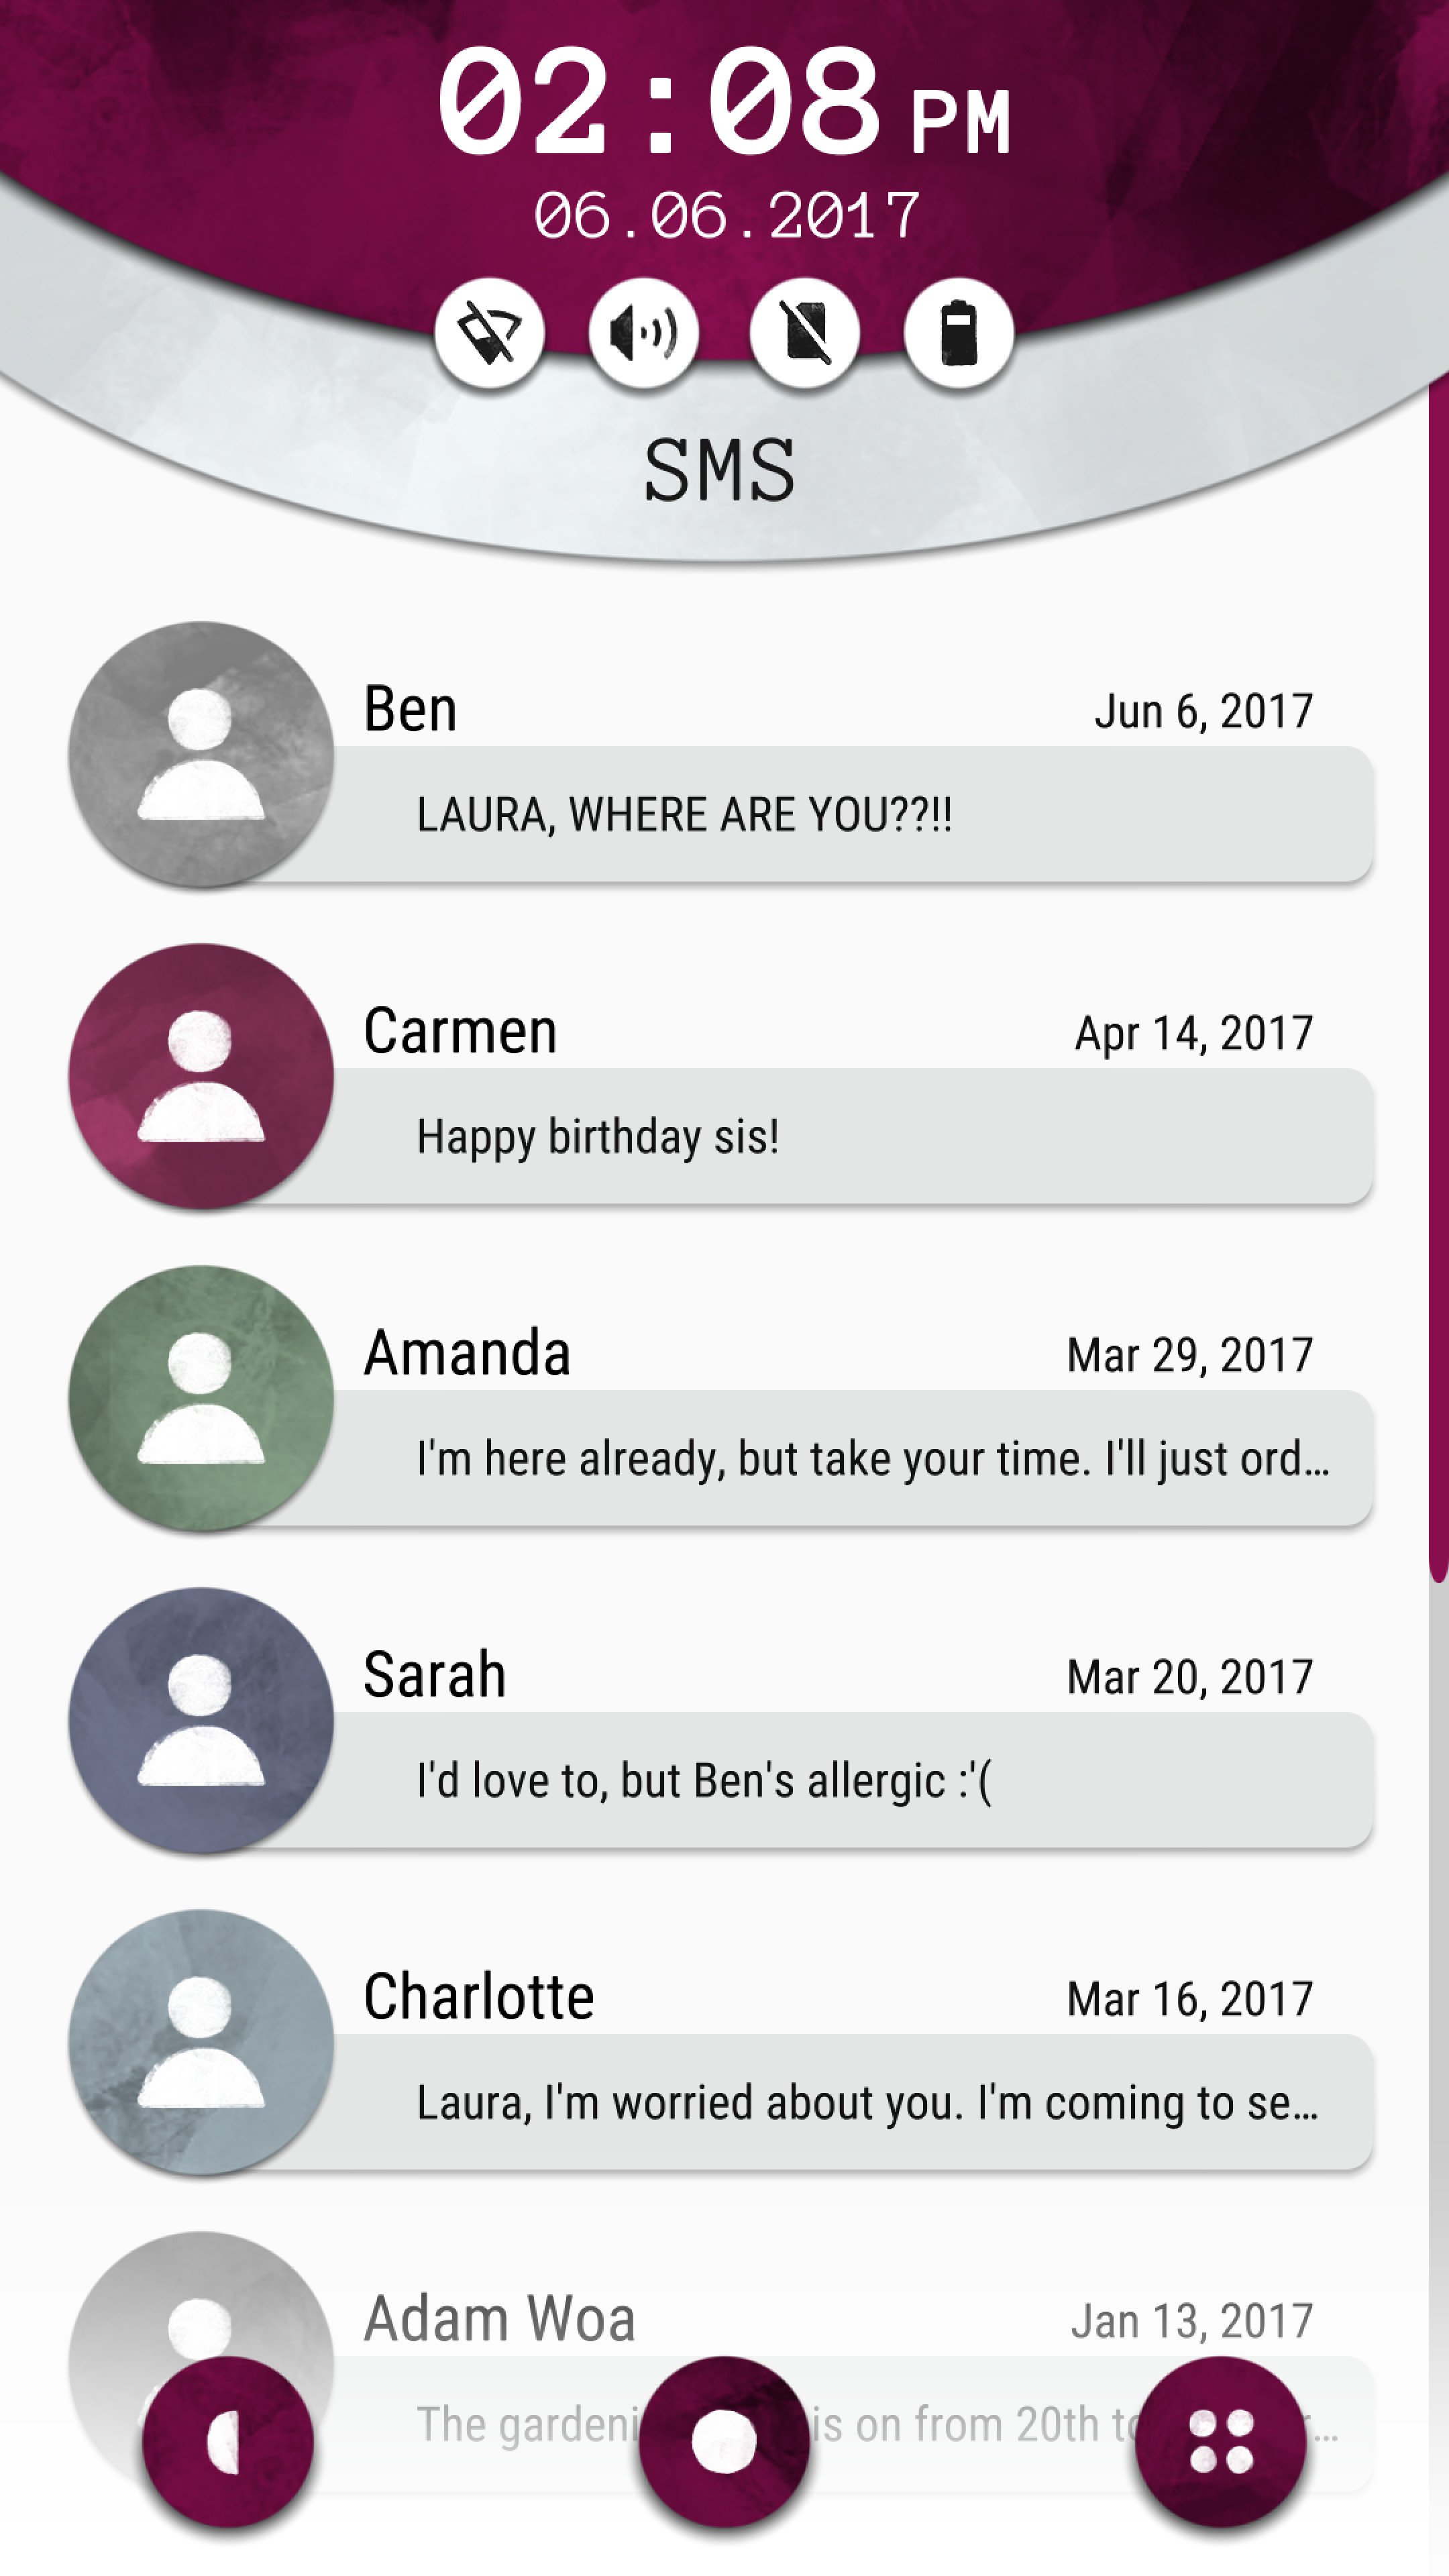 02:08 PM
06.06.2017
SMS
Ben Jun 6, 2017
LAURA, WHERE ARE YOU??!!
Carmen Apr 14, 2017
Happy birthday sis!
Amanda Mar 29, 2017
I'm here already, but take your time. I'll just ord…
Sarah Mar 20, 2017
I'd love to, but Ben's allergic :'(
Charlotte Mar 16, 2017
Laura, I'm worried about you. I'm coming to se…
Adam Woa Jan 13, 2017
The is on from 20th